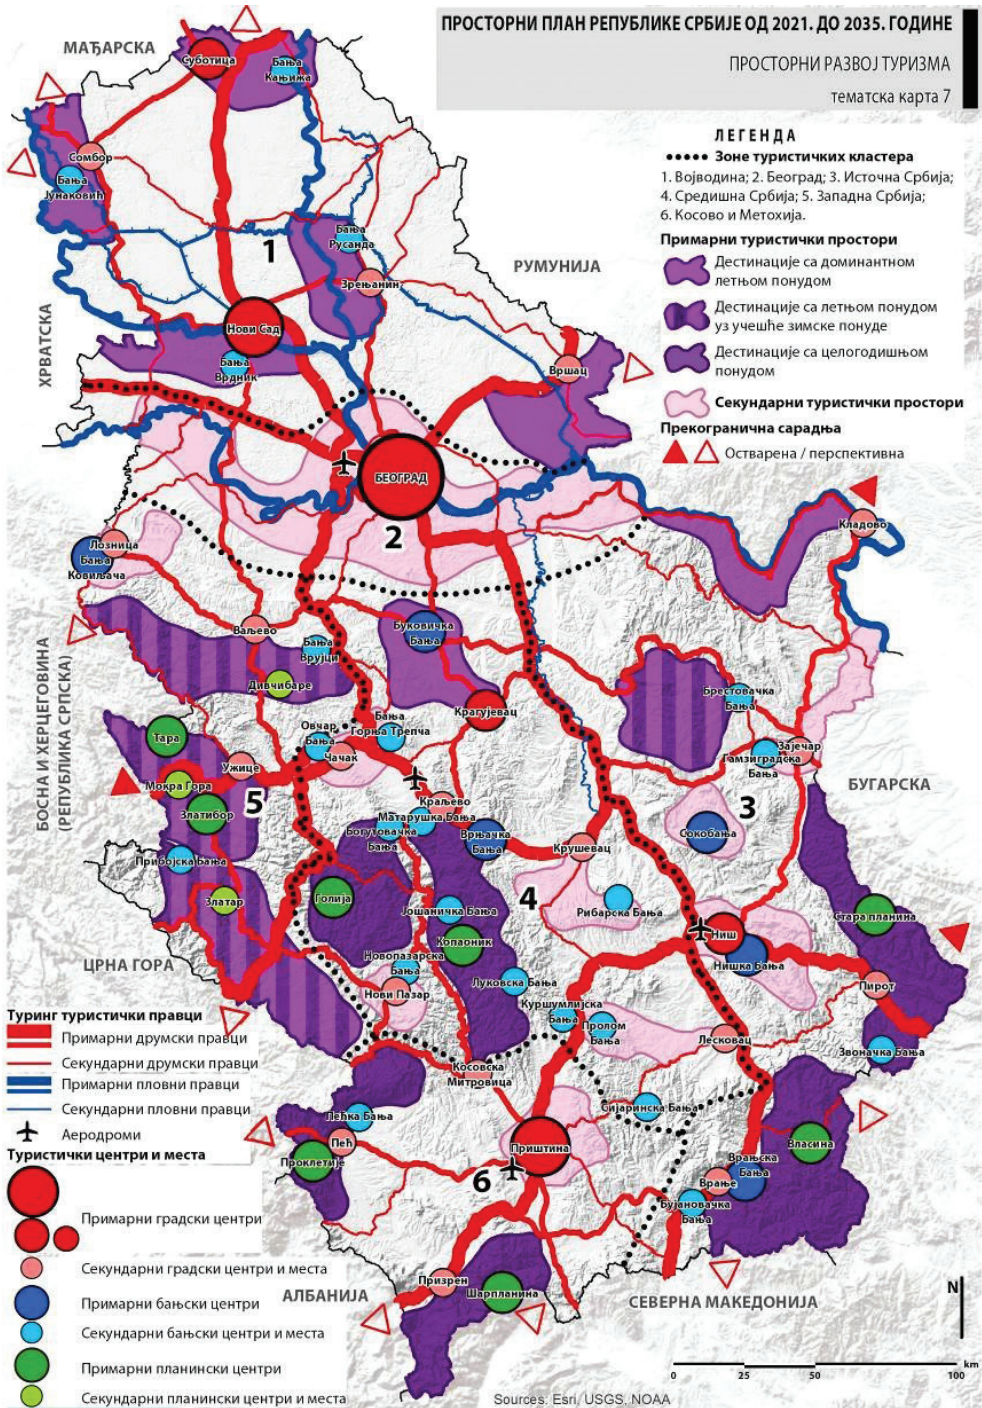 ПРОСТОРНИ ПЛАН РЕПУБЛИКЕ СРБИЈЕ ОД 2021. ДО 2035. ГОДИНЕ
ПРОСТОРНИ РАЗВОЈ ТУРИЗМА
тематска карта 7
ЛЕГЕНДА
Зоне туристичких кластера
1. Војводина; 2. Београд; 3. Источна Србија;
4. Средишна Србија; 5. Западна Србија;
6. Косово и Метохија.
Примарни туристички простори
Дестинације са доминантном
летњом понудом
Дестинације са летњом понудом
уз учешће зимске понуде
Дестинације са целогодишњом
понудом
Секундарни туристички простори
Прекогранична сарадња
Остварена / перспективна
МАЂАРСКА
Суботица
Бања
Кањижа
Сомбор
Бања
Јунаковић
1
Бања
Русанда
Зрењанин
РУМУНИЈА
ХРВАТСКА
Нови Сад
Бања
Врдник
Вршац
БЕОГРАД
2
Кладово
Лозница
Бања
Ковиљача
Ваљево
Бања
Врујци
Буковичка
Бања
Дивчибаре
БОСНА И ХЕРЦЕГОВИНА
(РЕПУБЛИКА СРПСКА)
Брестовачка
Бања
Крагујевац
Тара
Овчар
Бања
Бања
Горња Трепча
Чачак
Зајечар
Гамзиградска
Бања
Ужице
Мокра Гора
БУГАРСКА
5
Златибор
Краљево
Матарушка Бања
Богутовачка
Бања
Врњачка
Бања
3
Сокобања
Крушевац
Прибојска Бања
Златар
Голија
4
Рибарска Бања
Јошаничка Бања
Стара планина
Копаоник
Ниш
Нишка Бања
ЦРНА ГОРА
Новопазарска
Бања
Нови Пазар
Луковска Бања
Пирот
Куршумлијска
Бања
Пролом
Бања
Лесковац
Звоначка Бања
Косовска
Митровица
Пећка Бања
Сијаринска Бања
Пећ
Проклетије
Приштина
Власина
6
Врањска
Бања
Врање
Бујановачка
Бања
Призрен
Шарпланина
АЛБАНИЈА
СЕВЕРНА МАКЕДОНИЈА
Туринг туристички правци
Примарни друмски правци
Секундарни друмски правци
Примарни пловни правци
Секундарни пловни правци
Аеродроми
Туристички центри и места
Примарни градски центри
Секундарни градски центри и места
Примарни бањски центри
Секундарни бањски центри и места
Примарни планински центри
Секундарни планински центри и места
N
km
0 25 50 100
Sources. Esri, USGS, NOAA